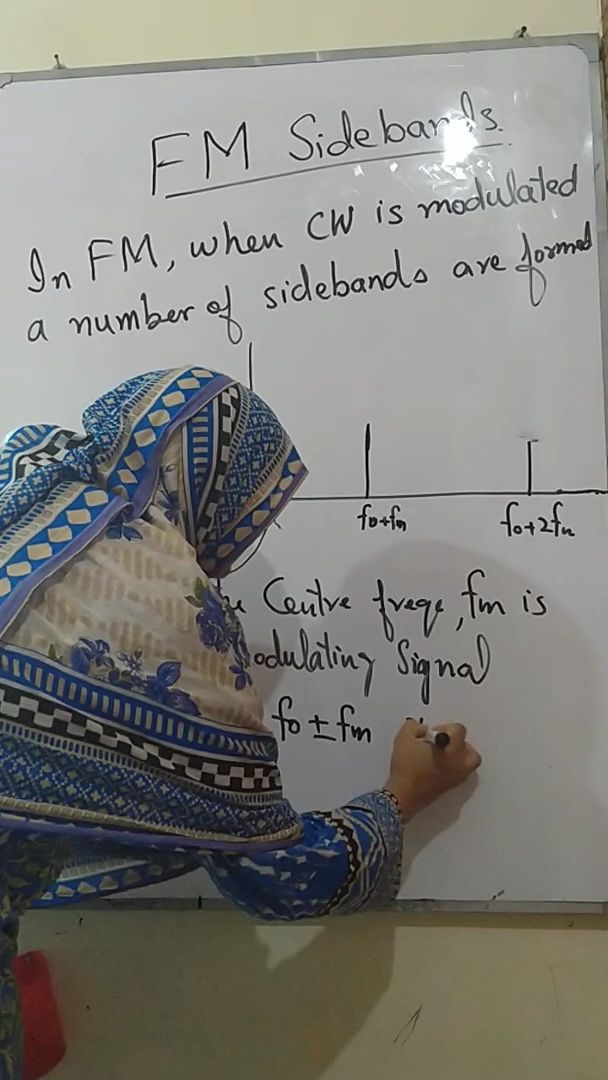 FM Sidebands.
In FM, when CW is modulated
a number of sidebands are formed
fo+fm fo+2fm
Centre freqe, fm is
odulating Signal
fo ± fm